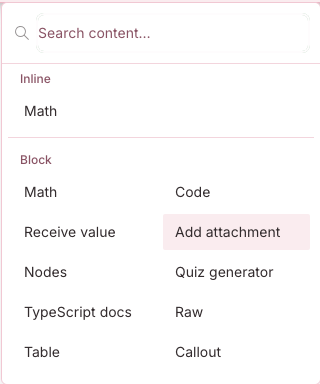 Search content...
Inline
Math
Block
Math Code
Receive value Add attachment
Nodes Quiz generator
TypeScript docs Raw
Table Callout